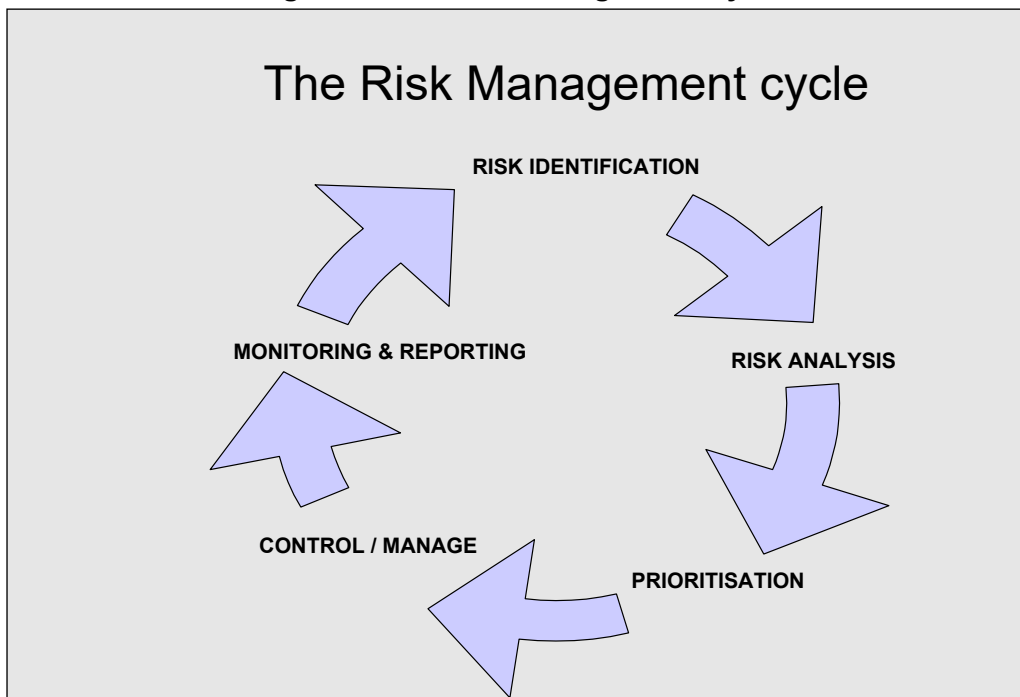 The Risk Management cycle
RISK IDENTIFICATION
MONITORING & REPORTING
RISK ANALYSIS
CONTROL / MANAGE
PRIORITISATION